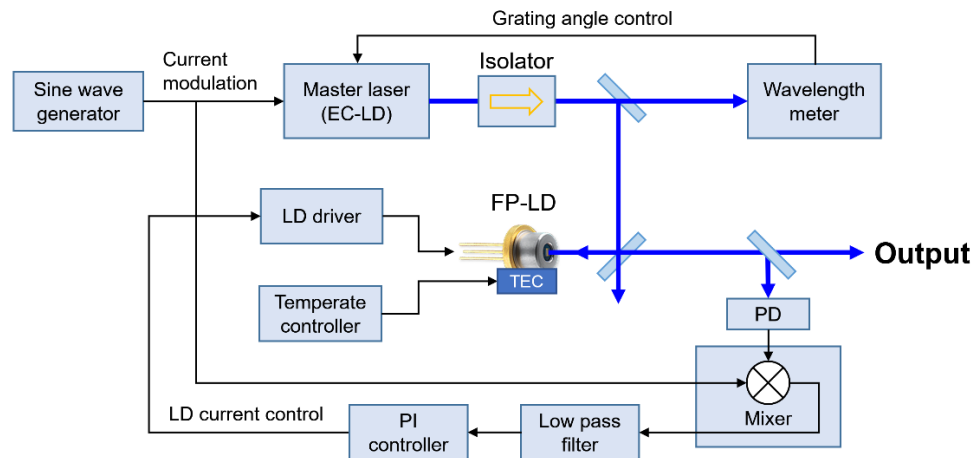 Grating angle control
Current
modulation
Isolator
Sine wave
generator
Master laser
(EC-LD)
Wavelength
meter
FP-LD
LD driver
Output
TEC
Temperate
controller
PD
Mixer
LD current control
PI
controller
Low pass
filter